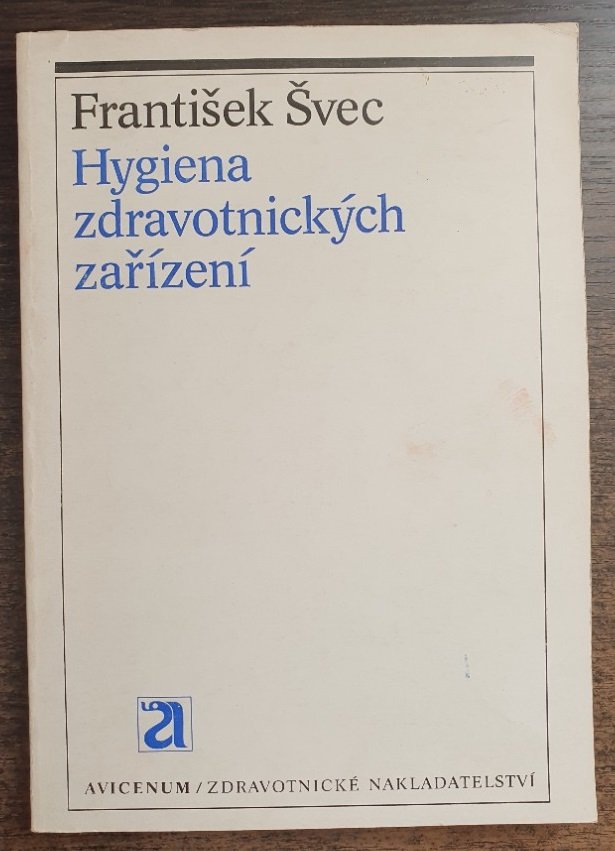 František Švec
Hygiena
zdravotnických
zařízení
a
AVICENUM / ZDRAVOTNICKÉ NAKLADATELSTVÍ